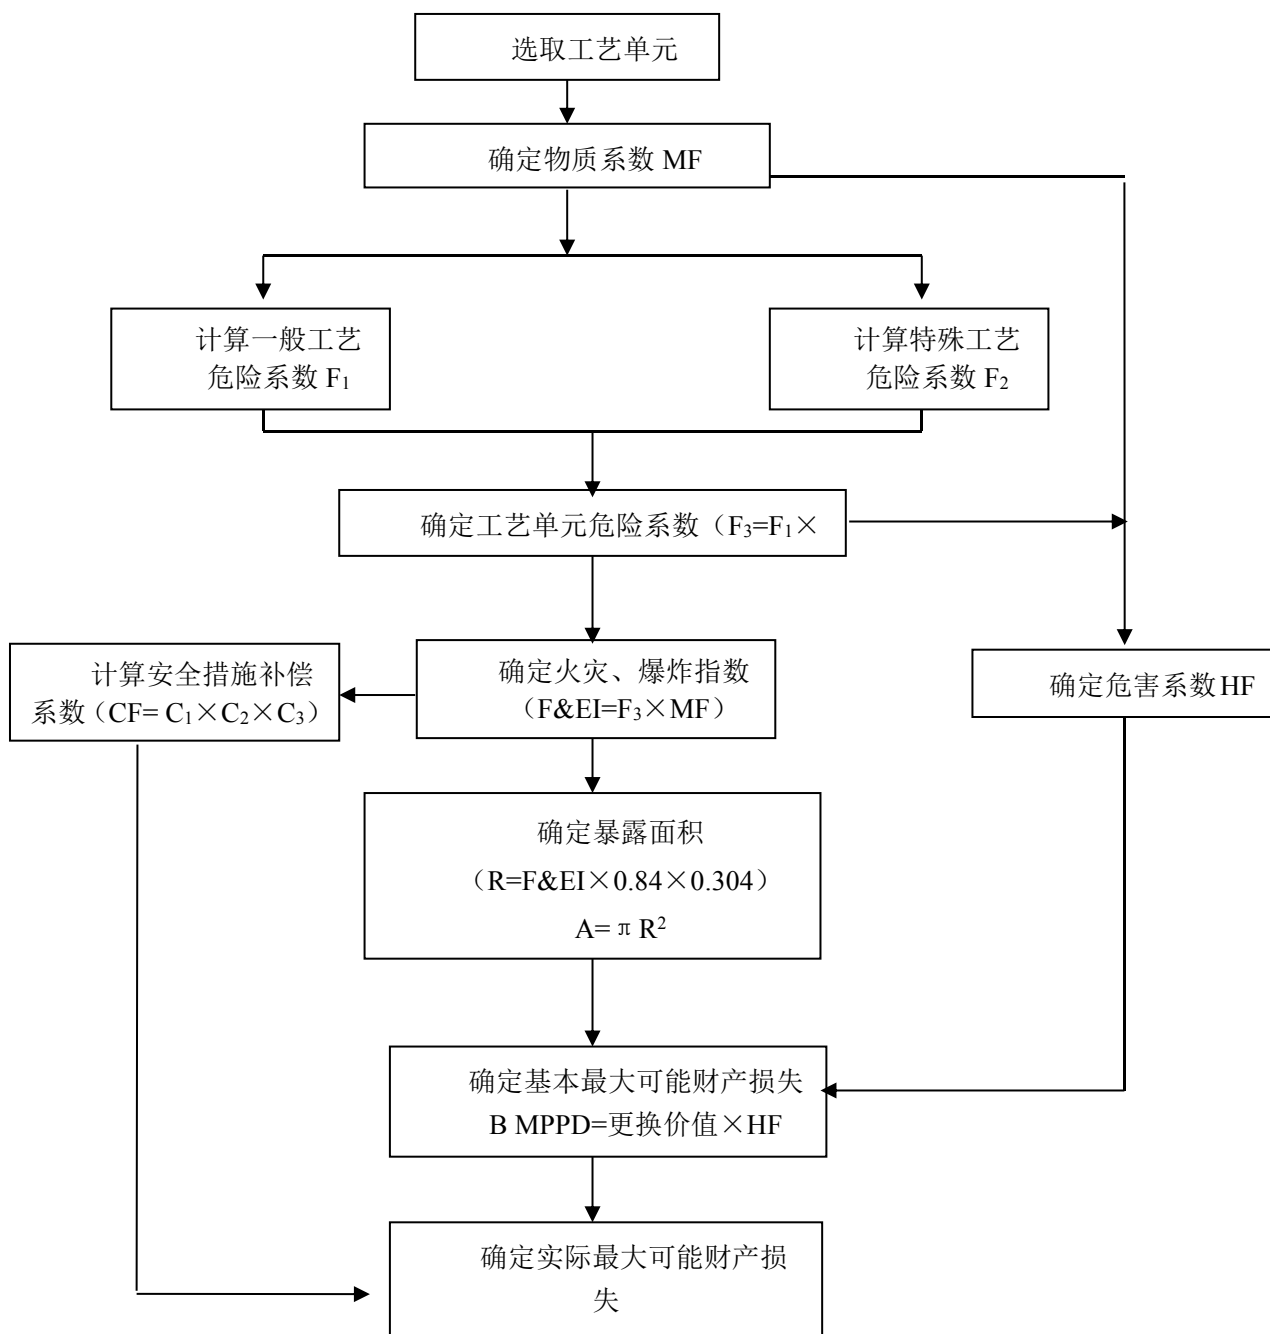 选取工艺单元
确定物质系数 MF
计算一般工艺
危险系数 F₁
计算特殊工艺
危险系数 F₂
确定工艺单元危险系数（F₃=F₁×
计算安全措施补偿
系数（CF= C₁×C₂×C₃）
确定火灾、爆炸指数
（F&EI=F₃×MF）
确定危害系数 HF
确定暴露面积
（R=F&EI×0.84×0.304）
A= π R²
确定基本最大可能财产损失
B MPPD=更换价值×HF
确定实际最大可能财产损
失